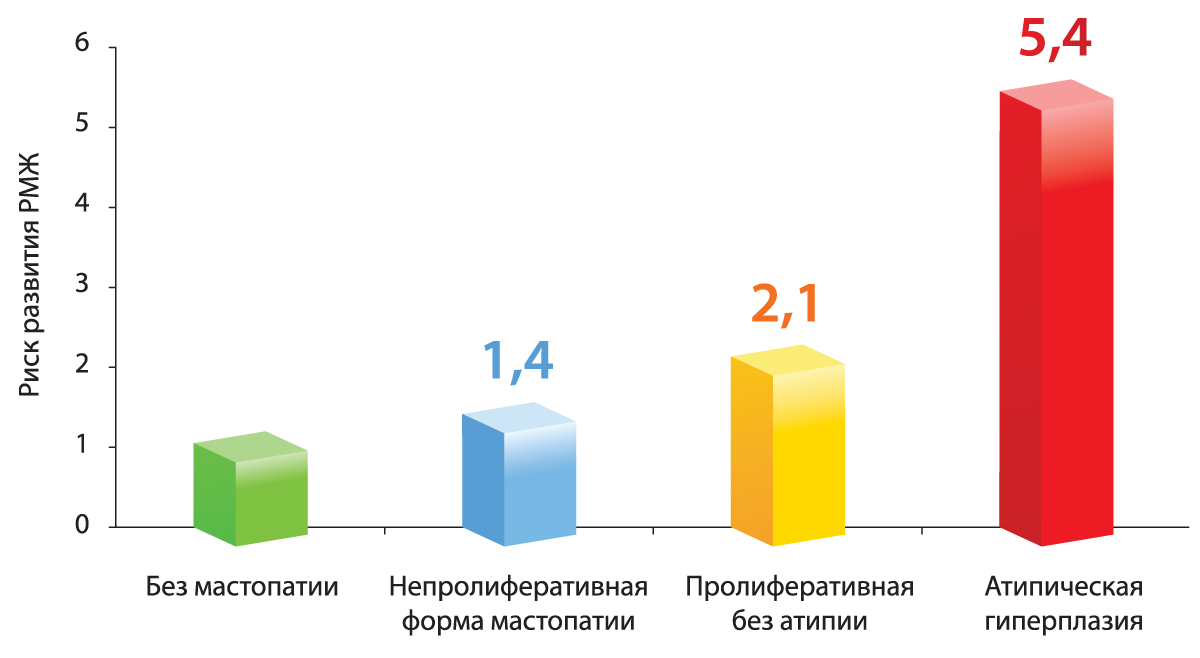 6
5,4
5
Риск развития РМЖ
4
3
2,1
2
1,4
1
0
Без мастопатии
Непролиферативная
форма мастопатии
Пролиферативная
без атипии
Атипическая
гиперплазия